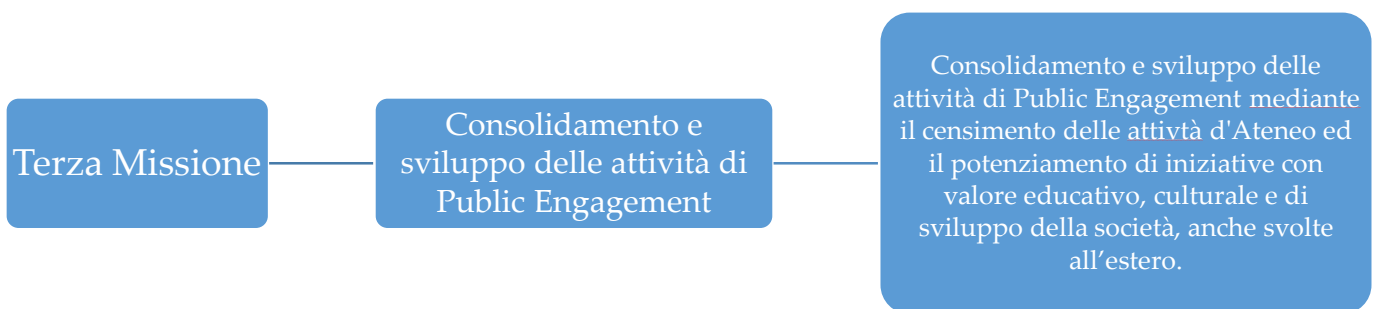 Terza Missione
Consolidamento e
sviluppo delle attività di
Public Engagement
Consolidamento e sviluppo delle
attività di Public Engagement mediante
il censimento delle attivtà d'Ateneo ed
il potenziamento di iniziative con
valore educativo, culturale e di
sviluppo della società, anche svolte
all’estero.